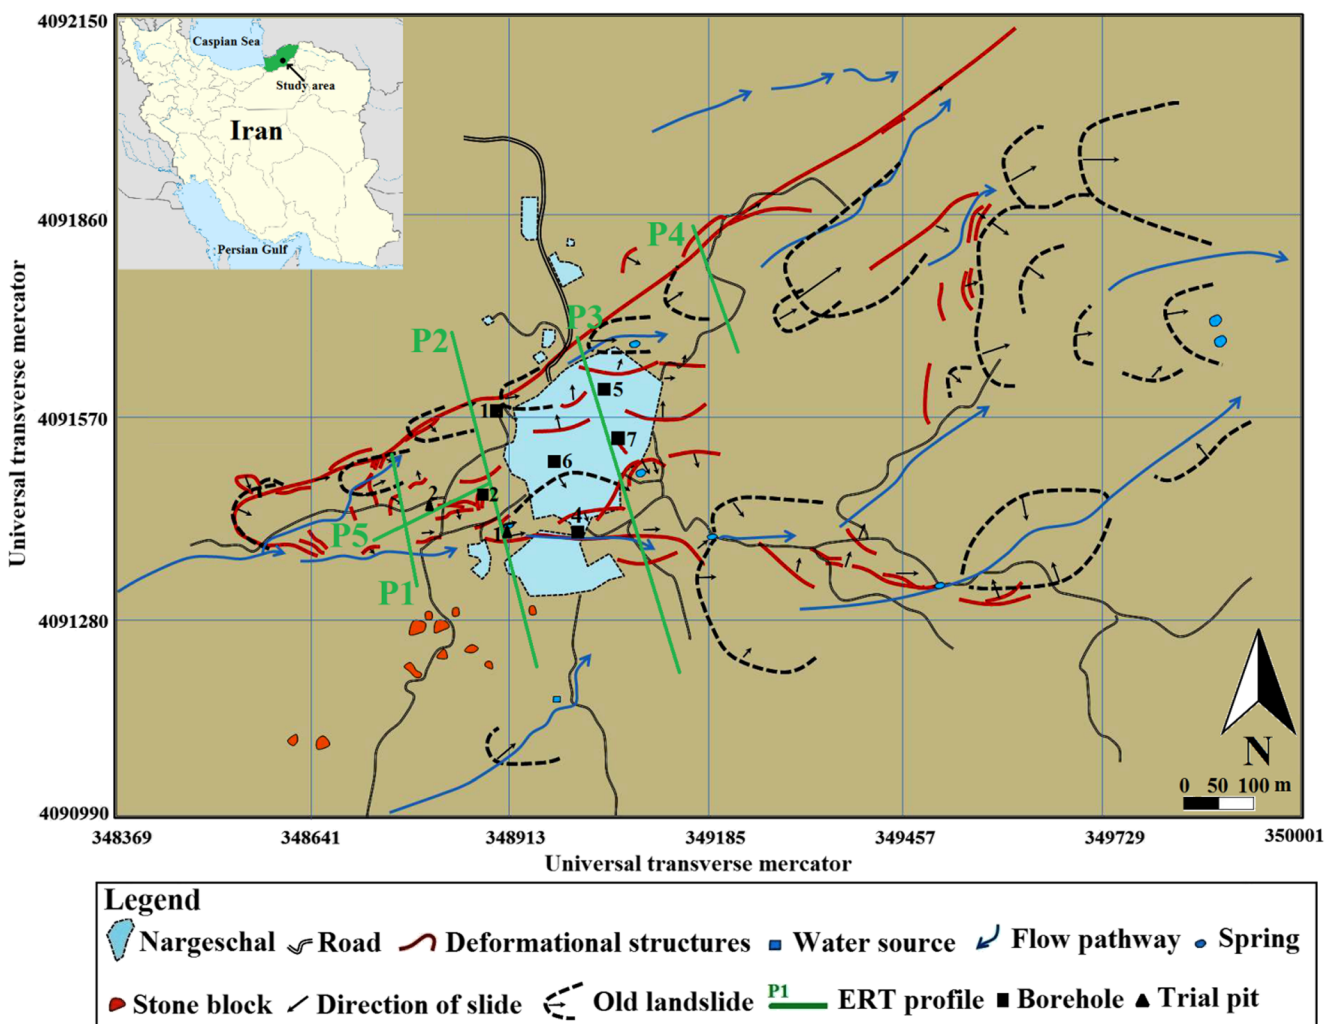 4092150
Caspian Sea
Study area
Iran
Persian Gulf
4091860
P4
P3
P2
5
1
4091570
7
6
2
2
4
1
P5
P1
4091280
N
0 50 100 m
4090990
348369 348641 348913 349185 349457 349729 350001
Universal transverse mercator
Universal transverse mercator
Legend
Nargeschal Road Deformational structures Water source Flow pathway Spring
Stone block Direction of slide Old landslide P1 ERT profile Borehole Trial pit